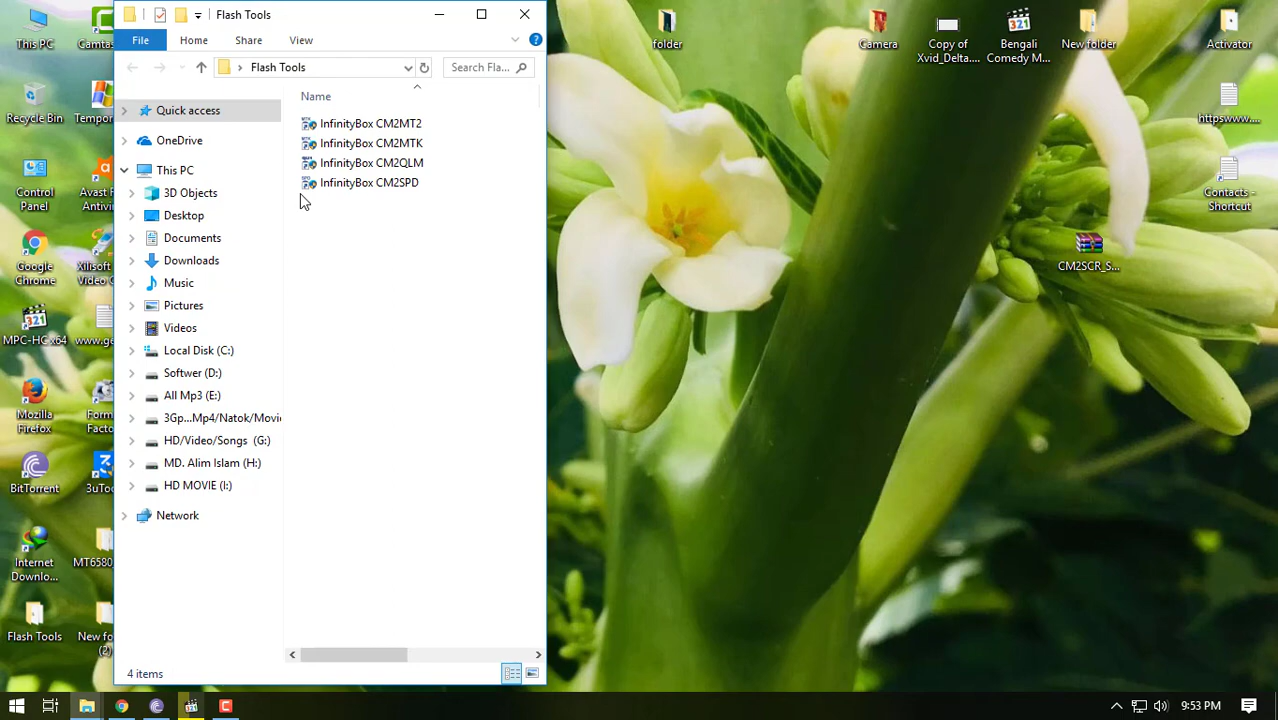 Flash Tools
File
Home
Share
View
Flash Tools
Search Fla...
Name
Quick access
OneDrive
This PC
3D Objects
Desktop
Documents
Downloads
Music
Pictures
Videos
Local Disk (C:)
Softwer (D:)
All Mp3 (E:)
3Gp...Mp4/Natok/Movi
HD/Video/Songs (G:)
MD. Alim Islam (H:)
HD MOVIE (I:)
Network
InfinityBox CM2MT2
InfinityBox CM2MTK
InfinityBox CM2QLM
InfinityBox CM2SPD
4 items
This PC
Camtas
Recycle Bin
Tempor
Control Panel
Avast
Antivir
Google Chrome
Xilisoft
Video C
MPC-HC x64
www.ge
Mozilla Firefox
Form
Facto
BitTorrent
3uToo
Internet Downlo...
MT6580
Flash Tools
New fo
(2)
folder
Camera
Copy of Xvid_Delta....
Bengali Comedy M...
New folder
Activator
httpswww....
Contacts - Shortcut
CM2SCR_S...
9:53 PM